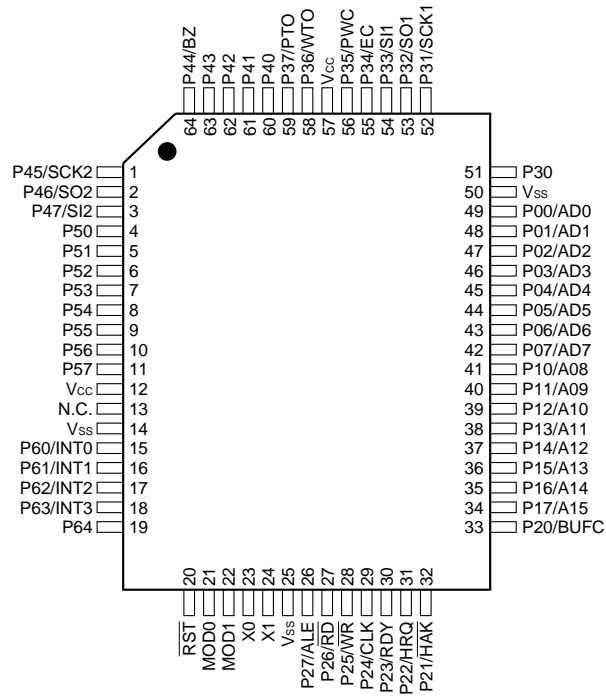 P44/BZ
P43
P42
P41
P40
P37/PTO
P36/WTO
Vcc
P35/PWC
P34/EC
P33/SI1
P32/SO1
P31/SCK1
64
63
62
61
60
59
58
57
56
55
54
53
52
P45/SCK2 1
P46/SO2 2
P47/SI2 3
P50 4
P51 5
P52 6
P53 7
P54 8
P55 9
P56 10
P57 11
Vcc 12
N.C. 13
Vss 14
P60/INT0 15
P61/INT1 16
P62/INT2 17
P63/INT3 18
P64 19
51 P30
50 Vss
49 P00/AD0
48 P01/AD1
47 P02/AD2
46 P03/AD3
45 P04/AD4
44 P05/AD5
43 P06/AD6
42 P07/AD7
41 P10/A08
40 P11/A09
39 P12/A10
38 P13/A11
37 P14/A12
36 P15/A13
35 P16/A14
34 P17/A15
33 P20/BUFC
20
21
22
23
24
25
26
27
28
29
30
31
32
RST
MOD0
MOD1
X0
X1
Vss
P27/ALE
P26/RD
P25/WR
P24/CLK
P23/RDY
P22/HRQ
P21/HAK